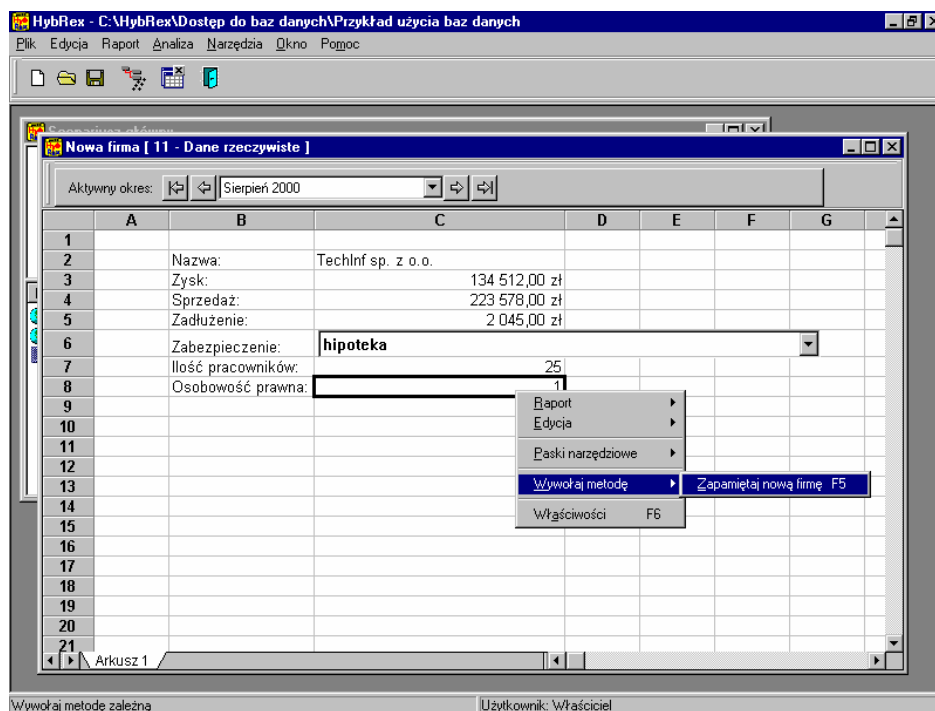 HybRex - C:\HybRex\Dostęp do baz danych\Przykład użycia baz danych
Plik Edycja Raport Analiza Narzędzia Okno Pomoc
Scenariusz główny
Nowa firma [ 11 - Dane rzeczywiste ]
Aktywny okres: Sierpień 2000
A B C D E F G
1
2 Nazwa: TechInf sp. z o.o.
3 Zysk: 134 512,00 zł
4 Sprzedaż: 223 578,00 zł
5 Zadłużenie: 2 045,00 zł
6 Zabezpieczenie: hipoteka
7 Ilość pracowników: 25
8 Osobowość prawna: 1
9 Raport
10 Edycja
11 Paski narzędziowe
12
13 Wywołaj metodę Zapamiętaj nową firmę F5
14 Właściwości F6
15
16
17
18
19
20
21
Arkusz 1
Wywołaj metodę zależną Użytkownik: Właściciel